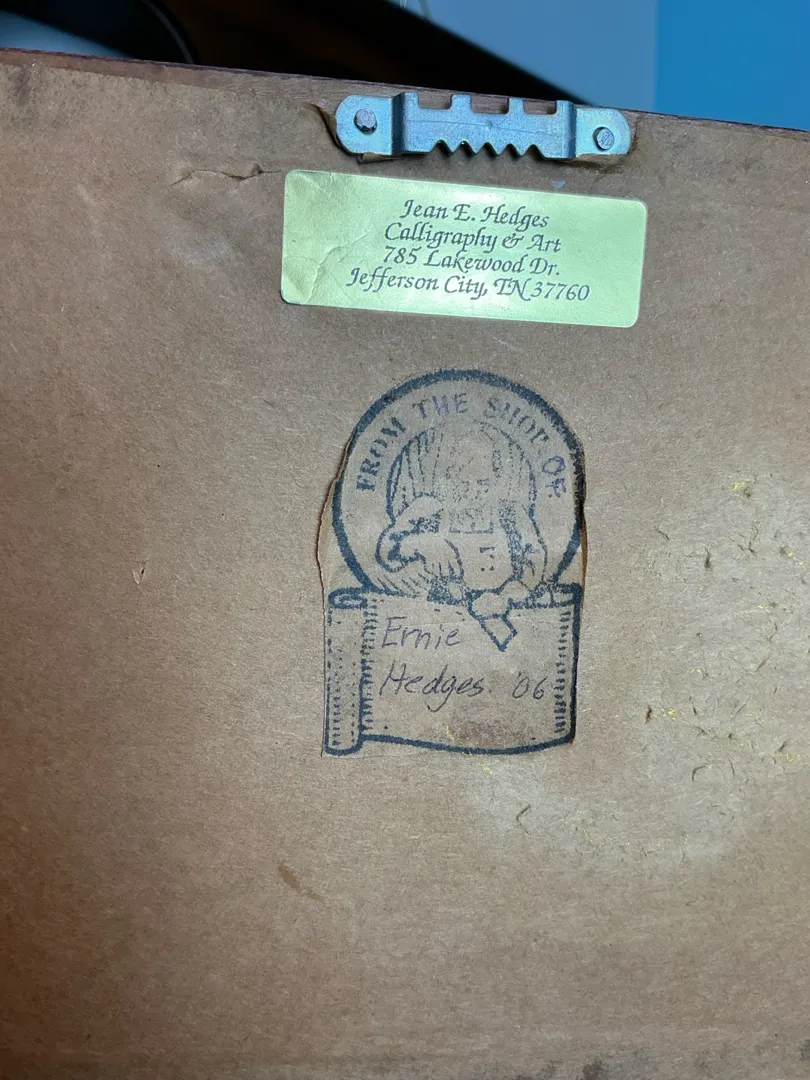 Jean E. Hedges
Calligraphy & Art
785 Lakewood Dr.
Jefferson City, TN 37760
FROM THE SHOP OF
Ernie
Hedges '06